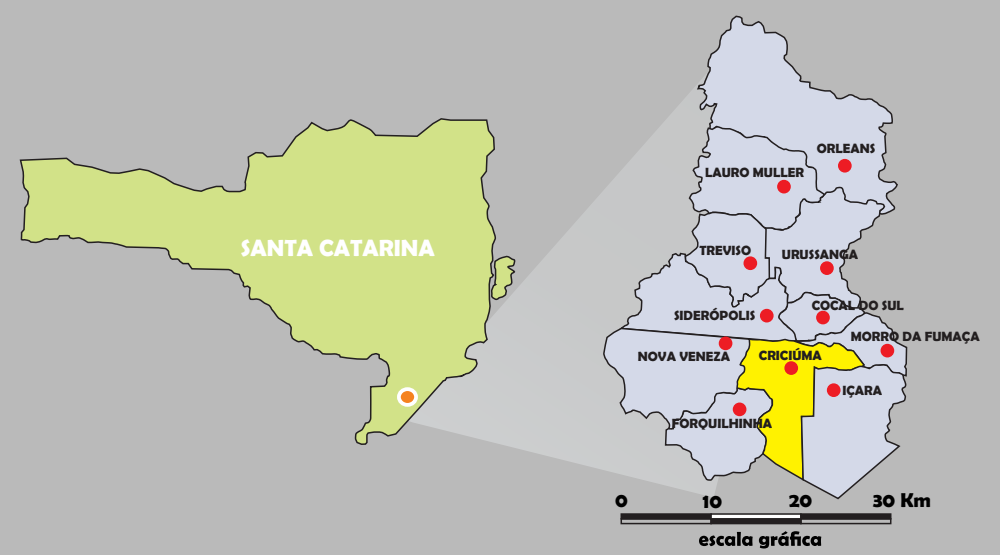 SANTA CATARINA
ORLEANS
LAURO MULLER
TREVISO
URUSSANGA
COCAL DO SUL
SIDERÓPOLIS
MORRO DA FUMAÇA
NOVA VENEZA
CRICIÚMA
IÇARA
FORQUILHINHA
0 10 20 30 Km
escala gráfica